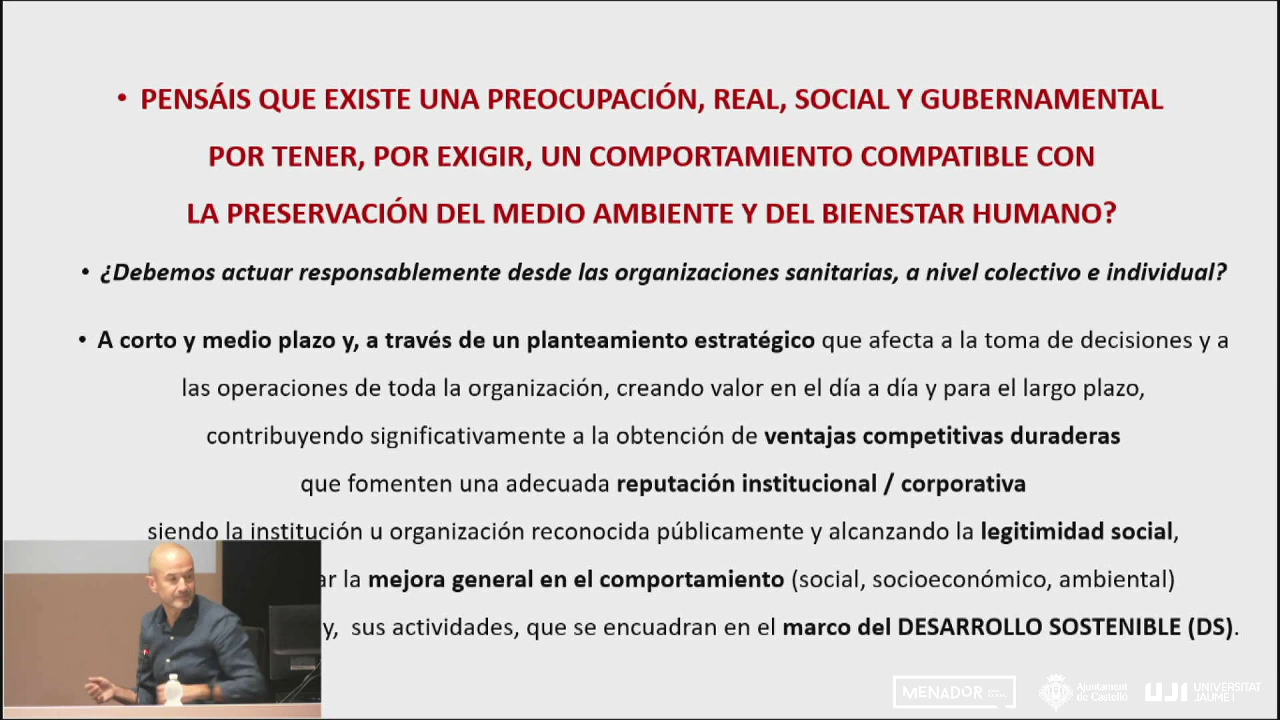 • PENSÁIS QUE EXISTE UNA PREOCUPACIÓN, REAL, SOCIAL Y GUBERNAMENTAL
POR TENER, POR EXIGIR, UN COMPORTAMIENTO COMPATIBLE CON
LA PRESERVACIÓN DEL MEDIO AMBIENTE Y DEL BIENESTAR HUMANO?
• ¿Debemos actuar responsablemente desde las organizaciones sanitarias, a nivel colectivo e individual?
• A corto y medio plazo y, a través de un planteamiento estratégico que afecta a la toma de decisiones y a
las operaciones de toda la organización, creando valor en el día a día y para el largo plazo,
contribuyendo significativamente a la obtención de ventajas competitivas duraderas
que fomenten una adecuada reputación institucional / corporativa
siendo la institución u organización reconocida públicamente y alcanzando la legitimidad social,
ar la mejora general en el comportamiento (social, socioeconómico, ambiental)
y, sus actividades, que se encuadran en el marco del DESARROLLO SOSTENIBLE (DS).
MENADOR
Ajuntament
de Castelló
UJI UNIVERSITAT
JAUME I